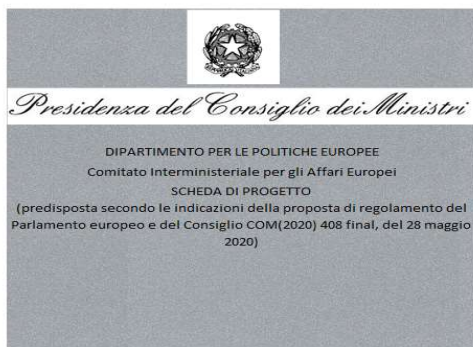 Presidenza del Consiglio dei Ministri
DIPARTIMENTO PER LE POLITICHE EUROPEE
Comitato Interministeriale per gli Affari Europei
SCHEDA DI PROGETTO
(predisposta secondo le indicazioni della proposta di regolamento del
Parlamento europeo e del Consiglio COM(2020) 408 final, del 28 maggio
2020)